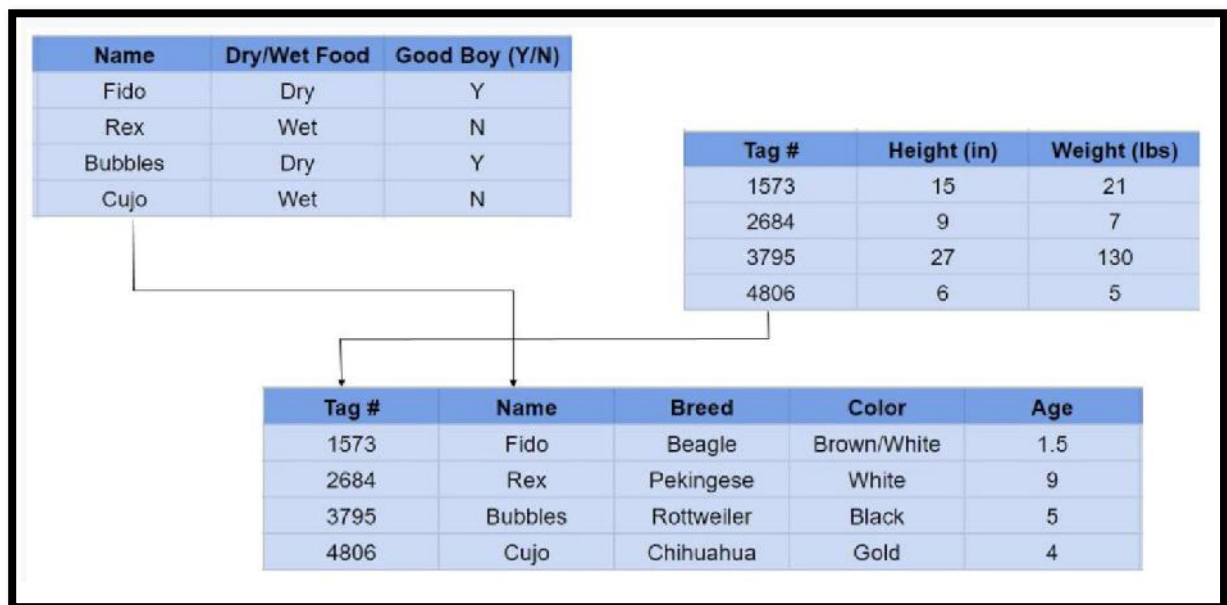 Name Dry/Wet Food Good Boy (Y/N)
Fido Dry Y
Rex Wet N
Bubbles Dry Y
Cujo Wet N
Tag # Height (in) Weight (lbs)
1573 15 21
2684 9 7
3795 27 130
4806 6 5
Tag # Name Breed Color Age
1573 Fido Beagle Brown/White 1.5
2684 Rex Pekingese White 9
3795 Bubbles Rottweiler Black 5
4806 Cujo Chihuahua Gold 4